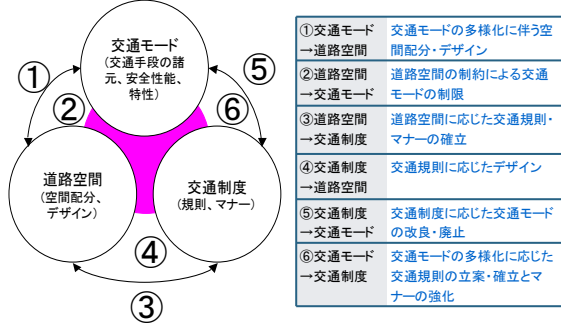 交通モード
(交通手段の諸
元、安全性能、
特性)
①
⑤
②
⑥
道路空間
(空間配分、
デザイン)
交通制度
(規則、マナー)
④
③
①交通モード
→道路空間
交通モードの多様化に伴う空
間配分・デザイン
②道路空間
→交通モード
道路空間の制約による交通
モードの制限
③道路空間
→交通制度
道路空間に応じた交通規則・
マナーの確立
④交通制度
→道路空間
交通規則に応じたデザイン
⑤交通制度
→交通モード
交通制度に応じた交通モード
の改良・廃止
⑥交通モード
→交通制度
交通モードの多様化に応じた
交通規則の立案・確立とマ
ナーの強化